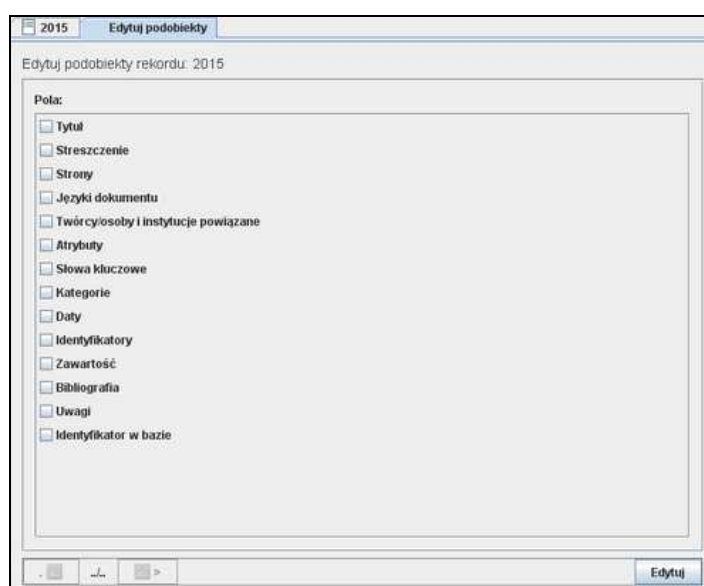 2015 Edytuj podobiekty
Edytuj podobiekty rekordu: 2015
Pola:
Tytuł
Streszczenie
Strony
Języki dokumentu
Twórcy/osoby i instytucje powiązane
Atrybuty
Słowa kluczowe
Kategorie
Daty
Identyfikatory
Zawartość
Bibliografia
Uwagi
Identyfikator w bazie
../.. > Edytuj